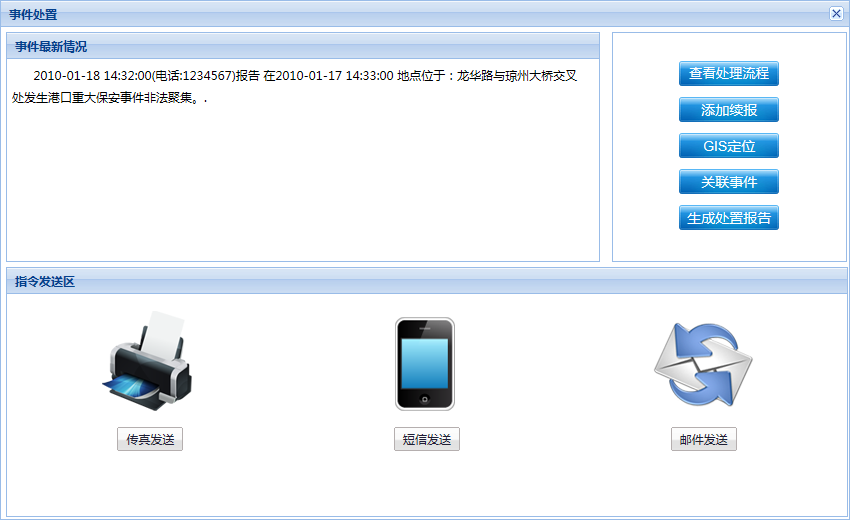 事件处置
事件最新情况
2010-01-18 14:32:00(电话:1234567)报告 在2010-01-17 14:33:00 地点位于：龙华路与琼州大桥交叉
处发生港口重大保安事件非法聚集。.
查看处理流程
添加续报
GIS定位
关联事件
生成处置报告
指令发送区
传真发送
短信发送
邮件发送